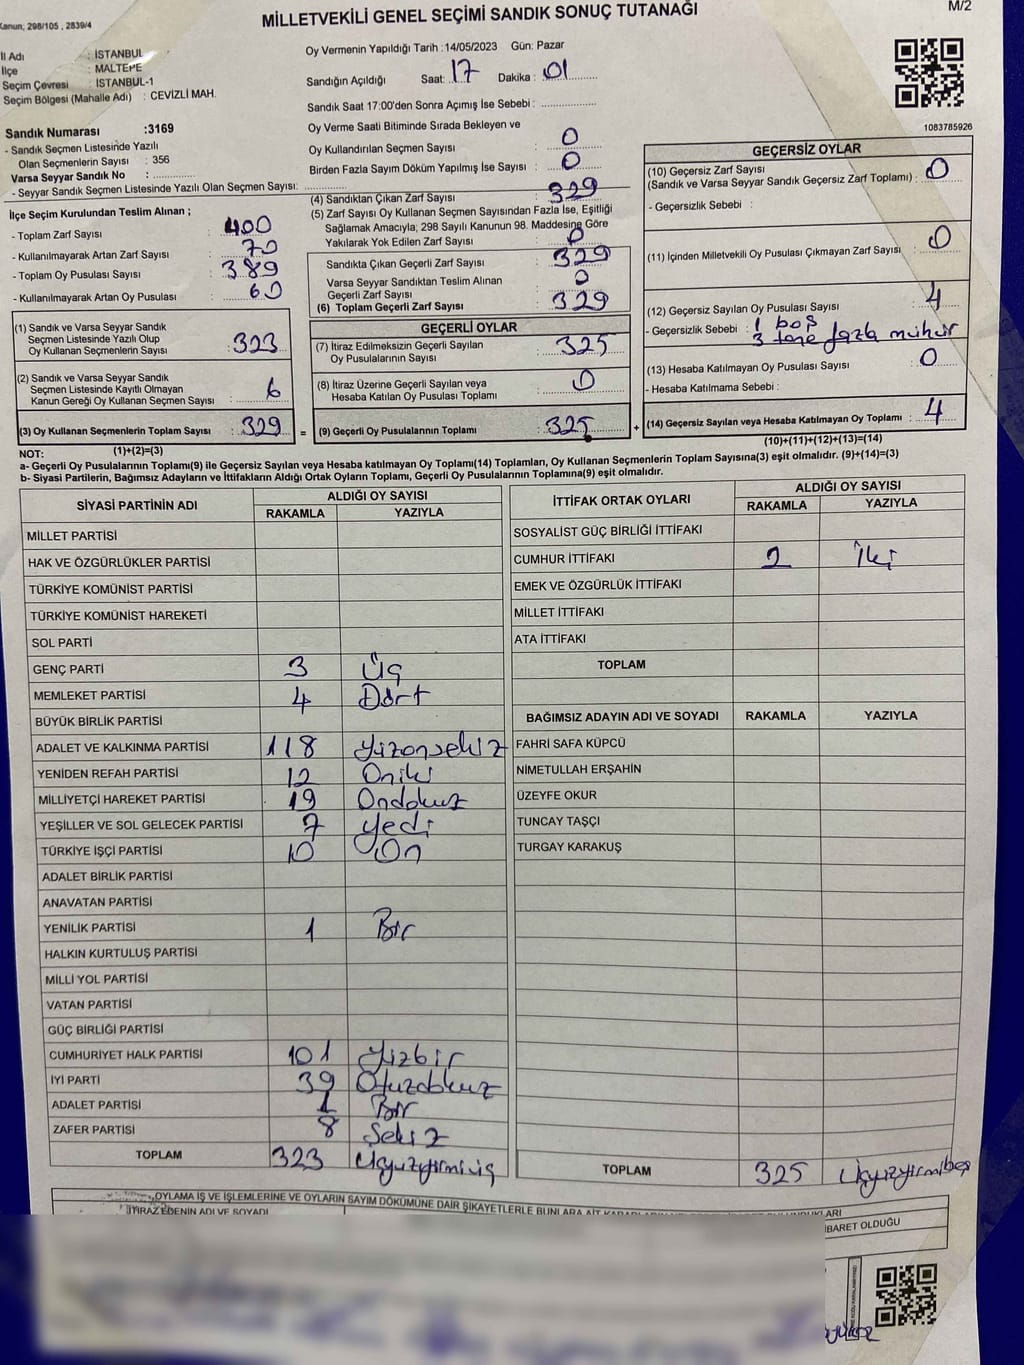 Kanun; 298/105 , 2839/4
MİLLETVEKİLİ GENEL SEÇİMİ SANDIK SONUÇ TUTANAĞI
M/2
İl Adı : İSTANBUL
İlçe : MALTEPE
Seçim Çevresi : İSTANBUL-1
Seçim Bölgesi (Mahalle Adı) : CEVİZLİ MAH.
Sandık Numarası :3169
- Sandık Seçmen Listesinde Yazılı
Olan Seçmenlerin Sayısı : 356
Varsa Seyyar Sandık No :
- Seyyar Sandık Seçmen Listesinde Yazılı Olan Seçmen Sayısı:
Oy Vermenin Yapıldığı Tarih :14/05/2023 Gün: Pazar
Sandığın Açıldığı Saat: 17 Dakika : 01
Sandık Saat 17:00'den Sonra Açımış İse Sebebi :
Oy Verme Saati Bitiminde Sırada Bekleyen ve
Oy Kullandırılan Seçmen Sayısı : 0
Birden Fazla Sayım Döküm Yapılmış İse Sayısı : 0
1083785926
İlçe Seçim Kurulundan Teslim Alınan ;
- Toplam Zarf Sayısı : 400
- Kullanılmayarak Artan Zarf Sayısı : 70
- Toplam Oy Pusulası Sayısı : 389
- Kullanılmayarak Artan Oy Pusulası : 60
(1) Sandık ve Varsa Seyyar Sandık
Seçmen Listesinde Yazılı Olup
Oy Kullanan Seçmenlerin Sayısı : 323
(2) Sandık ve Varsa Seyyar Sandık
Seçmen Listesinde Kayıtlı Olmayan
Kanun Gereği Oy Kullanan Seçmen Sayısı : 6
(3) Oy Kullanan Seçmenlerin Toplam Sayısı : 329
(1)+(2)=(3)
(4) Sandıktan Çıkan Zarf Sayısı : 329
(5) Zarf Sayısı Oy Kullanan Seçmen Sayısından Fazla İse, Eşitliği
Sağlamak Amacıyla; 298 Sayılı Kanunun 98. Maddesine Göre
Yakılarak Yok Edilen Zarf Sayısı : 0
Sandıkta Çıkan Geçerli Zarf Sayısı : 329
Varsa Seyyar Sandıktan Teslim Alınan
Geçerli Zarf Sayısı : 0
(6) Toplam Geçerli Zarf Sayısı : 329
GEÇERLİ OYLAR
(7) İtiraz Edilmeksizin Geçerli Sayılan
Oy Pusulalarının Sayısı : 325
(8) İtiraz Üzerine Geçerli Sayılan veya
Hesaba Katılan Oy Pusulası Toplamı : 0
= (9) Geçerli Oy Pusulalarının Toplamı : 325
GEÇERSİZ OYLAR
(10) Geçersiz Zarf Sayısı
(Sandık ve Varsa Seyyar Sandık Geçersiz Zarf Toplamı) : 0
- Geçersizlik Sebebi :
(11) İçinden Milletvekili Oy Pusulası Çıkmayan Zarf Sayısı : 0
(12) Geçersiz Sayılan Oy Pusulası Sayısı : 4
- Geçersizlik Sebebi : 1 boş
3 tane fazla mühür
(13) Hesaba Katılmayan Oy Pusulası Sayısı : 0
- Hesaba Katılmama Sebebi :
+ (14) Geçersiz Sayılan veya Hesaba Katılmayan Oy Toplamı : 4
(10)+(11)+(12)+(13)=(14)
NOT:
a- Geçerli Oy Pusulalarının Toplamı(9) ile Geçersiz Sayılan veya Hesaba katılmayan Oy Toplamı(14) Toplamları, Oy Kullanan Seçmenlerin Toplam Sayısına(3) eşit olmalıdır. (9)+(14)=(3)
b- Siyasi Partilerin, Bağımsız Adayların ve İttifakların Aldığı Ortak Oyların Toplamı, Geçerli Oy Pusulalarının Toplamına(9) eşit olmalıdır.
SİYASİ PARTİNİN ADI ALDIĞI OY SAYISI
RAKAMLA YAZIYLA
MİLLET PARTİSİ
HAK VE ÖZGÜRLÜKLER PARTİSİ
TÜRKİYE KOMÜNİST PARTİSİ
TÜRKİYE KOMÜNİST HAREKETİ
SOL PARTİ
GENÇ PARTİ 3 Üç
MEMLEKET PARTİSİ 4 Dört
BÜYÜK BİRLİK PARTİSİ
ADALET VE KALKINMA PARTİSİ 118 Yüzonsekiz
YENİDEN REFAH PARTİSİ 12 Oniki
MİLLİYETÇİ HAREKET PARTİSİ 19 Ondokuz
YEŞİLLER VE SOL GELECEK PARTİSİ 7 Yedi
TÜRKİYE İŞÇİ PARTİSİ 10 On
ADALET BİRLİK PARTİSİ
ANAVATAN PARTİSİ
YENİLİK PARTİSİ 1 Bir
HALKIN KURTULUŞ PARTİSİ
MİLLİ YOL PARTİSİ
VATAN PARTİSİ
GÜÇ BİRLİĞİ PARTİSİ
CUMHURİYET HALK PARTİSİ 101 Yüzbir
İYİ PARTİ 39 Otuzdokuz
ADALET PARTİSİ 1 Bir
ZAFER PARTİSİ 8 Sekiz
TOPLAM 323 Üçyüzyirmiüç
İTTİFAK ORTAK OYLARI ALDIĞI OY SAYISI
RAKAMLA YAZIYLA
SOSYALİST GÜÇ BİRLİĞİ İTTİFAKI
CUMHUR İTTİFAKI 2 İki
EMEK VE ÖZGÜRLÜK İTTİFAKI
MİLLET İTTİFAKI
ATA İTTİFAKI
TOPLAM
BAĞIMSIZ ADAYIN ADI VE SOYADI RAKAMLA YAZIYLA
FAHRİ SAFA KÜPCÜ
NİMETULLAH ERŞAHİN
ÜZEYFE OKUR
TUNCAY TAŞÇI
TURGAY KARAKUŞ
TOPLAM 325 Üçyüzyirmibeş
OYLAMA İŞ VE İŞLEMLERİNE VE OYLARIN SAYIM DÖKÜMÜNE DAİR ŞİKAYETLERLE BUNLARA AİT
İTİRAZ EDENİN ADI VE SOYADI
İBARET OLDUĞU